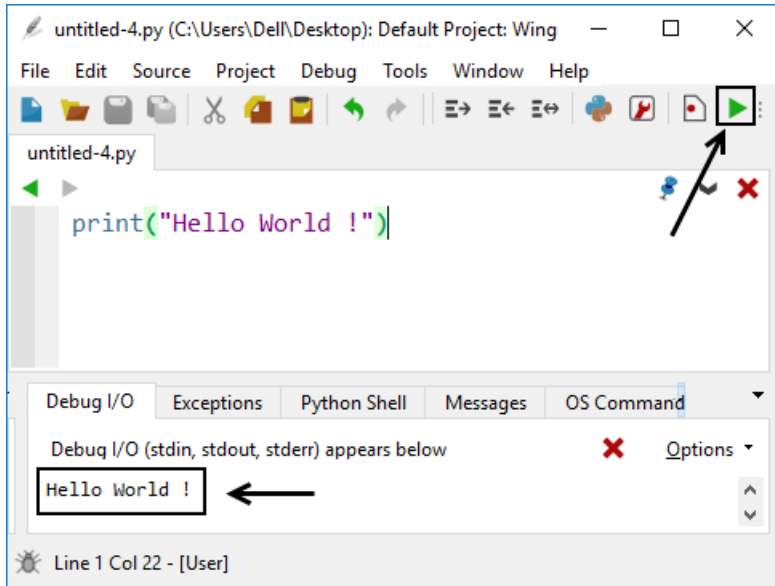 untitled-4.py (C:\Users\Dell\Desktop): Default Project: Wing
File Edit Source Project Debug Tools Window Help
untitled-4.py
print("Hello World !")
Debug I/O Exceptions Python Shell Messages OS Command
Debug I/O (stdin, stdout, stderr) appears below Options
Hello World !
Line 1 Col 22 - [User]